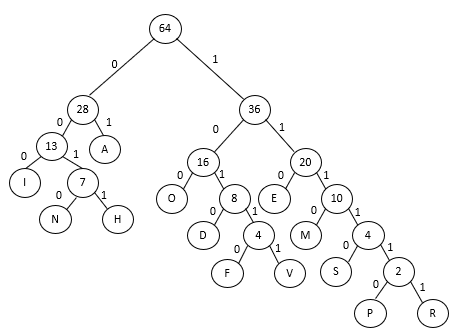 64
0 1
28 36
0 1 0 1
13 A 16 20
0 1 0 1 0 1
I 7 O 8 E 10
0 1 0 1 0 1
N H D 4 M 4
0 1 0 1
F V S 2
0 1
P R